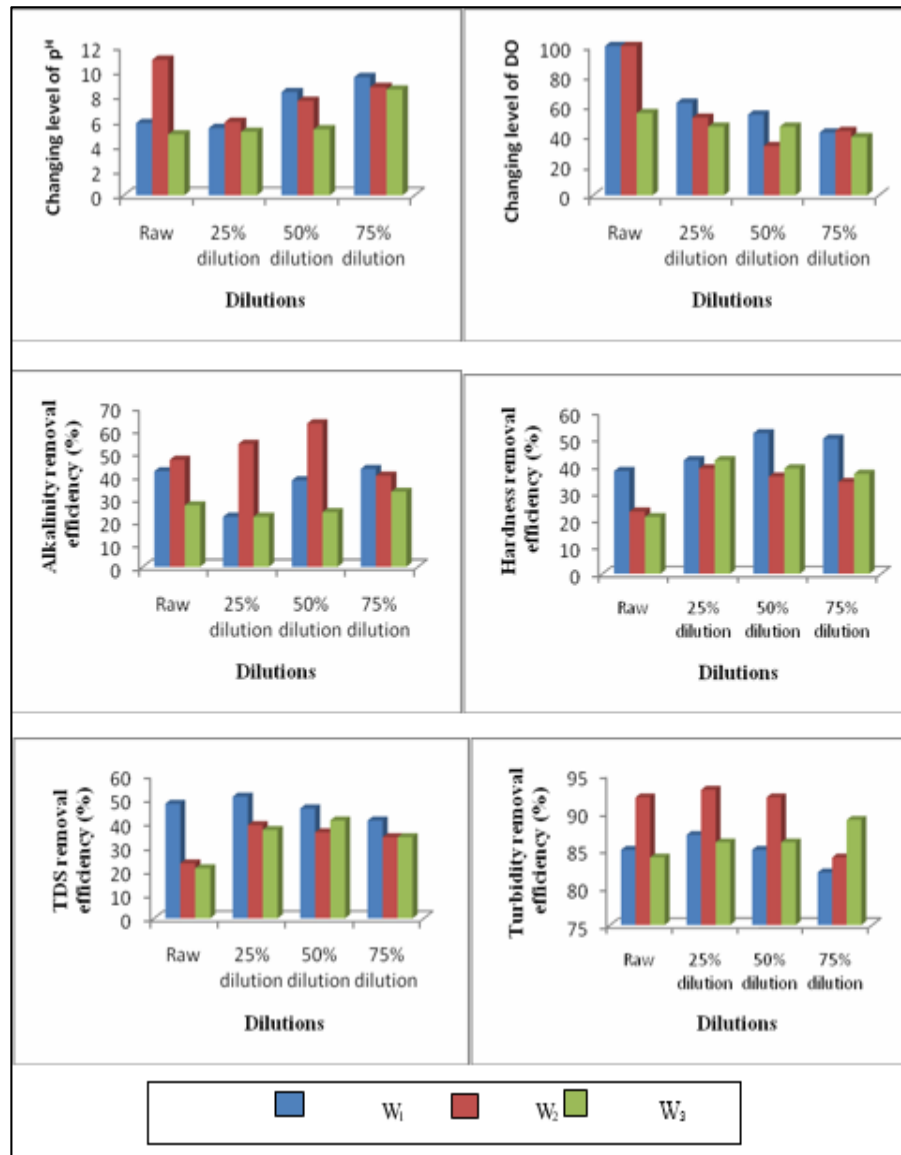 Changing level of pH
12
10
8
6
4
2
0
Raw
25% dilution
50% dilution
75% dilution
Dilutions
Changing level of DO
100
80
60
40
20
0
Raw
25% dilution
50% dilution
75% dilution
Dilutions
Alkalinity removal
efficiency (%)
70
60
50
40
30
20
10
0
Raw
25% dilution
50% dilution
75% dilution
Dilutions
Hardness removal
efficiency (%)
60
50
40
30
20
10
0
Raw
25% dilution
50% dilution
75% dilution
Dilutions
TDS removal
efficiency (%)
60
50
40
30
20
10
0
Raw
25% dilution
50% dilution
75% dilution
Dilutions
Turbidity removal
efficiency (%)
95
90
85
80
75
Raw
25% dilution
50% dilution
75% dilution
Dilutions
W1 W2 W3